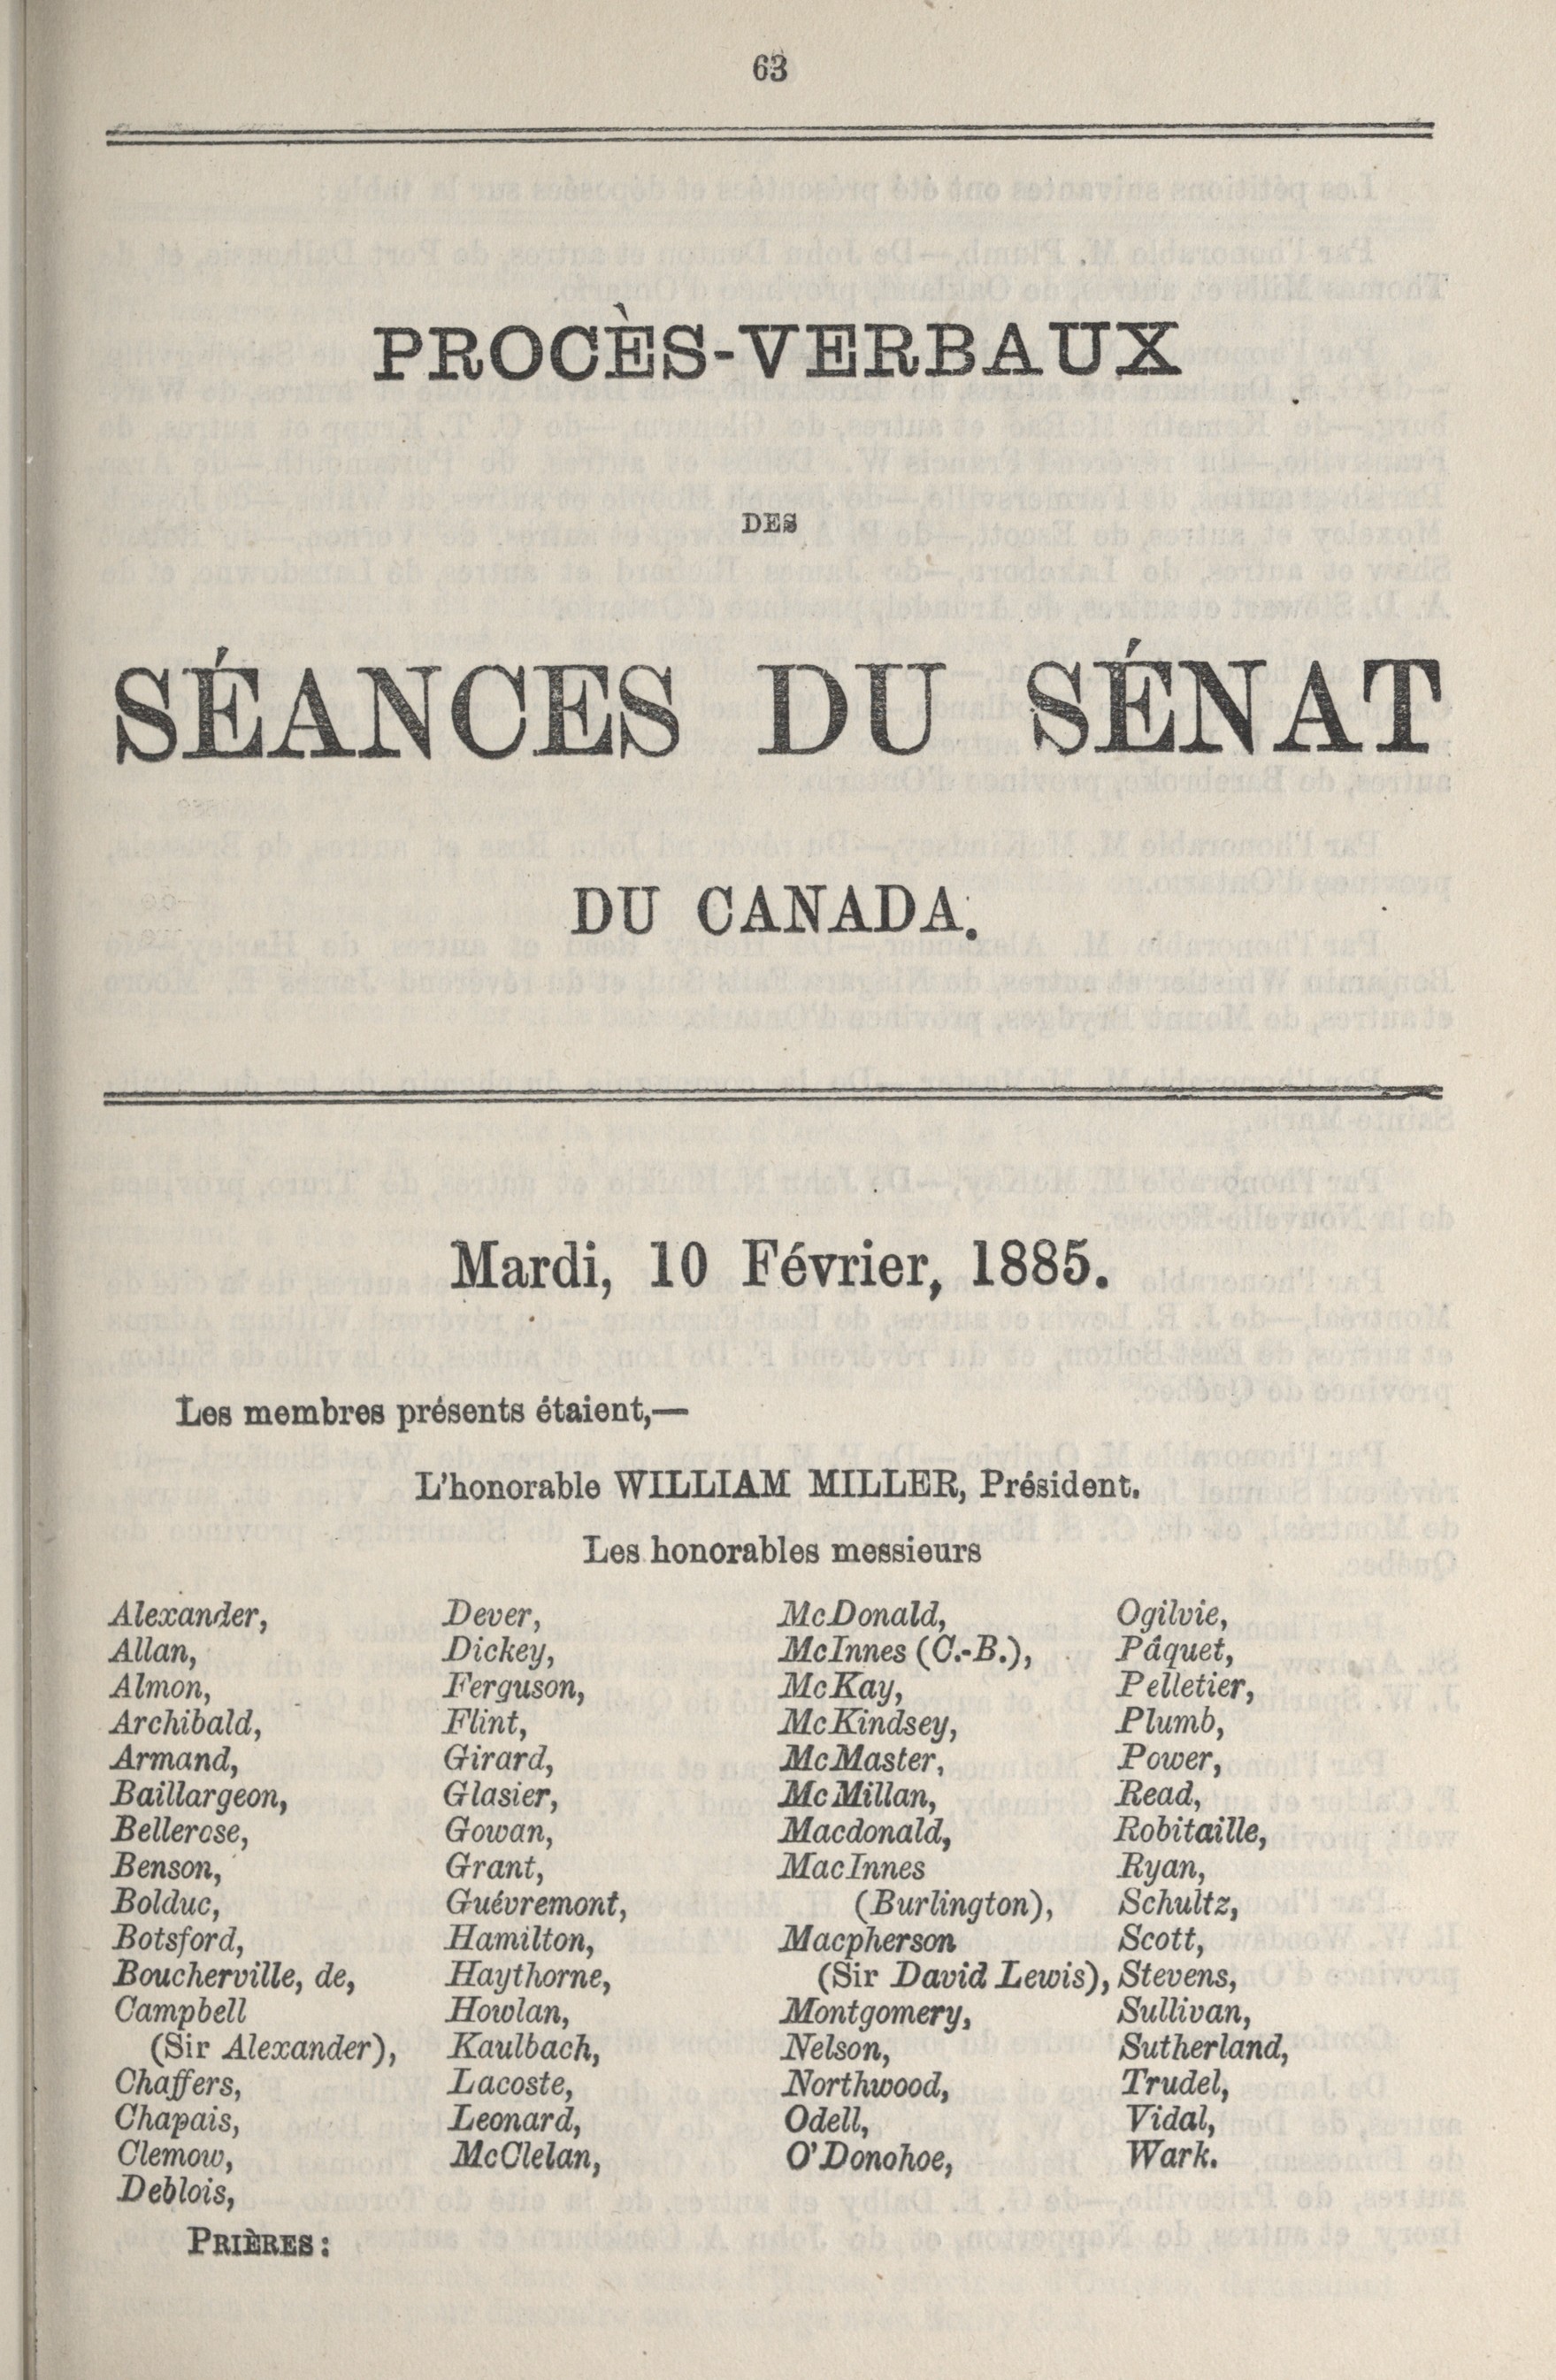 63
PROCÈS-VERBAUX
DES
SÉANCES DU SÉNAT
DU CANADA.
Mardi, 10 Février, 1885.
Les membres présents étaient,—
L'honorable WILLIAM MILLER, Président.
Les honorables messieurs
Alexander,
Allan,
Almon,
Archibald,
Armand,
Baillargeon,
Bellerose,
Benson,
Bolduc,
Botsford,
Boucherville, de,
Campbell
(Sir Alexander),
Chaffers,
Chapais,
Clemow,
Deblois,
Dever,
Dickey,
Ferguson,
Flint,
Girard,
Glasier,
Gowan,
Grant,
Guévremont,
Hamilton,
Haythorne,
Howlan,
Kaulbach,
Lacoste,
Leonard,
McClelan,
McDonald,
McInnes (C.-B.),
McKay,
McKindsey,
McMaster,
McMillan,
Macdonald,
MacInnes
(Burlington),
Macpherson
(Sir David Lewis),
Montgomery,
Nelson,
Northwood,
Odell,
O'Donohoe,
Ogilvie,
Pâquet,
Pelletier,
Plumb,
Power,
Read,
Robitaille,
Ryan,
Schultz,
Scott,
Stevens,
Sullivan,
Sutherland,
Trudel,
Vidal,
Wark.
PRIÈRES: